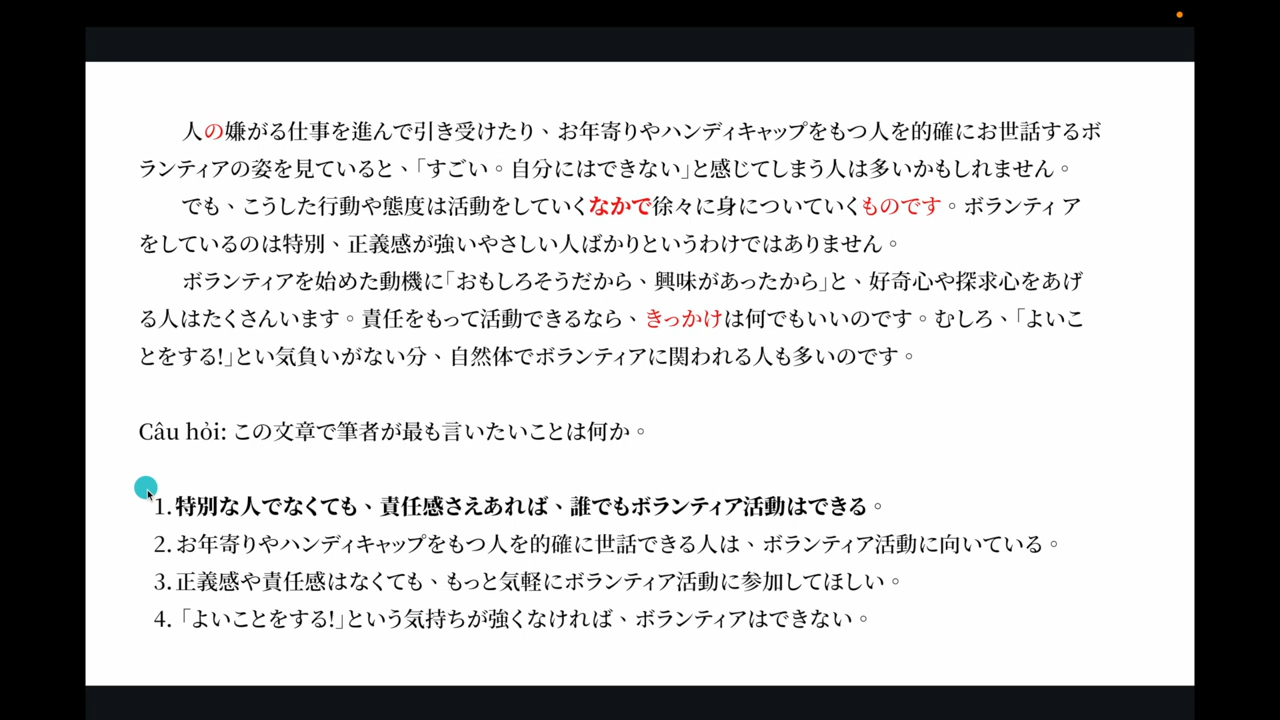 人の嫌がる仕事を進んで引き受けたり、お年寄りやハンディキャップをもつ人を的確にお世話するボ
ランティアの姿を見ていると、「すごい。自分にはできない」と感じてしまう人は多いかもしれません。
でも、こうした行動や態度は活動をしていくなかで徐々に身についていくものです。ボランティア
をしているのは特別、正義感が強いやさしい人ばかりというわけではありません。
ボランティアを始めた動機に「おもしろそうだから、興味があったから」と、好奇心や探求心をあげ
る人はたくさんいます。責任をもって活動できるなら、きっかけは何でもいいのです。むしろ、「よいこ
とをする!」とい気負いがない分、自然体でボランティアに関われる人も多いのです。
Câu hỏi: この文章で筆者が最も言いたいことは何か。
1. 特別な人でなくても、責任感さえあれば、誰でもボランティア活動はできる。
2. お年寄りやハンディキャップをもつ人を的確に世話できる人は、ボランティア活動に向いている。
3. 正義感や責任感はなくても、もっと気軽にボランティア活動に参加してほしい。
4. 「よいことをする!」という気持ちが強くなければ、ボランティアはできない。